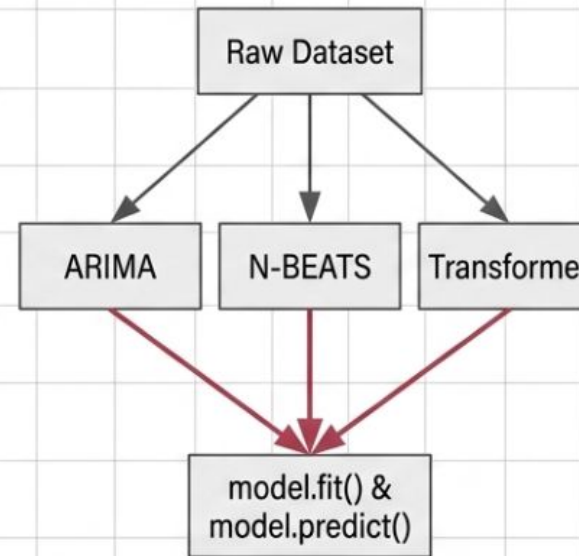 Raw Dataset
ARIMA
N-BEATS
Transforme
model.fit() &
model.predict()